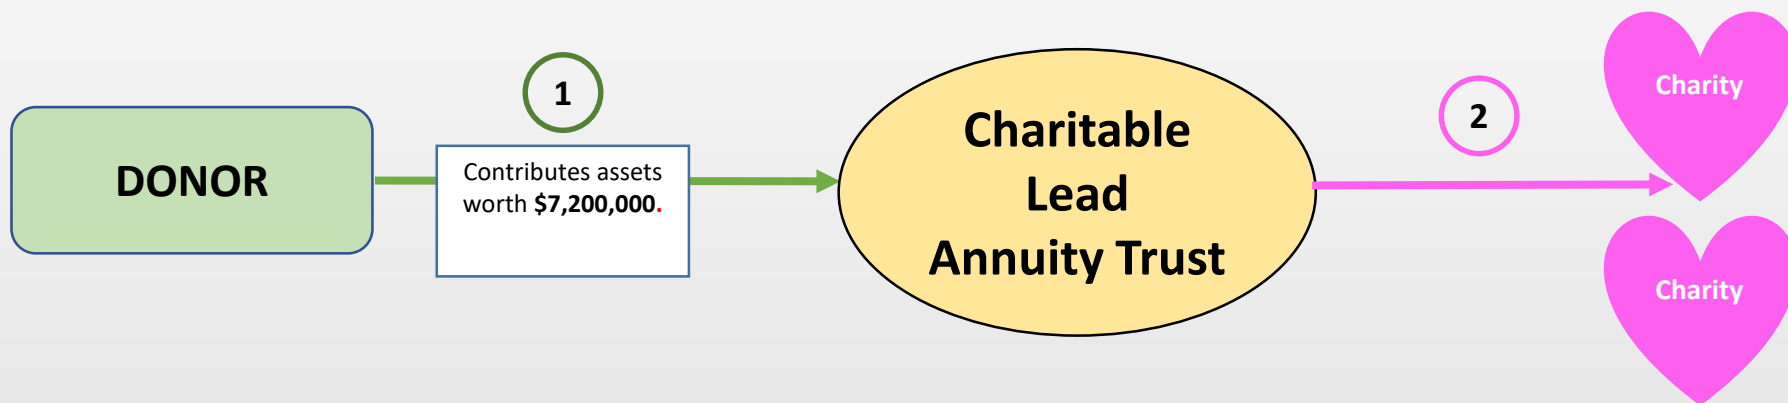 DONOR
1
Contributes assets
worth $7,200,000.
Charitable
Lead
Annuity Trust
2
Charity
Charity